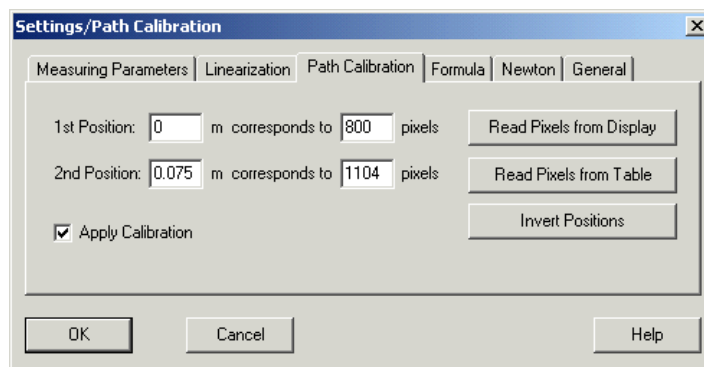 Settings/Path Calibration
Measuring Parameters Linearization Path Calibration Formula Newton General
1st Position: 0 m corresponds to 800 pixels Read Pixels from Display
2nd Position: 0.075 m corresponds to 1104 pixels Read Pixels from Table
Invert Positions
Apply Calibration
OK Cancel Help